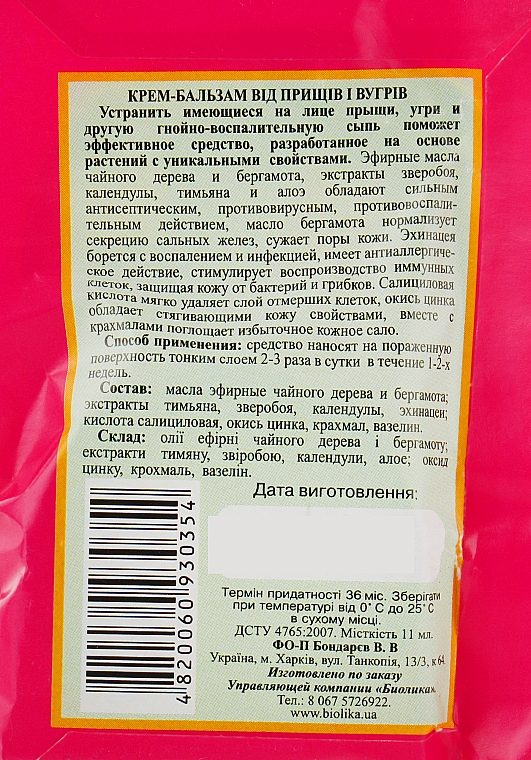 КРЕМ-БАЛЬЗАМ ВІД ПРИЩІВ І ВУГРІВ
Устранить имеющиеся на лице прыщи, угри и
другую гнойно-воспалительную сыпь поможет
эффективное средство, разработанное на основе
растений с уникальными свойствами. Эфирные масла
чайного дерева и бергамота, экстракты зверобоя,
календулы, тимьяна и алоэ обладают сильным
антисептическим, противовирусным, противовоспали-
тельным действием, масло бергамота нормализует
секрецию сальных желез, сужает поры кожи. Эхинацея
борется с воспалением и инфекцией, имеет антиаллергиче-
ское действие, стимулирует воспроизводство иммунных
клеток, защищая кожу от бактерий и грибков. Салициловая
кислота мягко удаляет слой отмерших клеток, окись цинка
обладает стягивающими кожу свойствами, вместе с
крахмалами поглощает избыточное кожное сало.
Способ применения: средство наносят на пораженную
поверхность тонким слоем 2-3 раза в сутки в течение 1-2-х
недель.
Состав: масла эфирные чайного дерева и бергамота;
экстракты тимьяна, зверобоя, календулы, эхинацеи;
кислота салициловая, окись цинка, крахмал, вазелин.
Склад: олії ефірні чайного дерева і бергамоту;
екстракти тимяну, звіробою, календули, алое; оксид
цинку, крохмаль, вазелін.
Дата виготовлення:
Термін придатності 36 міс. Зберігати
при температурі від 0° С до 25° С
в сухому місці.
ДСТУ 4765:2007. Місткість 11 мл.
ФО-П Бондарєв В. В
Україна, м. Харків, вул. Танкопія, 13/3, к 64.
Изготовлено по заказу
Управляющей компании «Биолика».
Тел.: 8 067 5726922.
www.biolika.ua
4820060930354